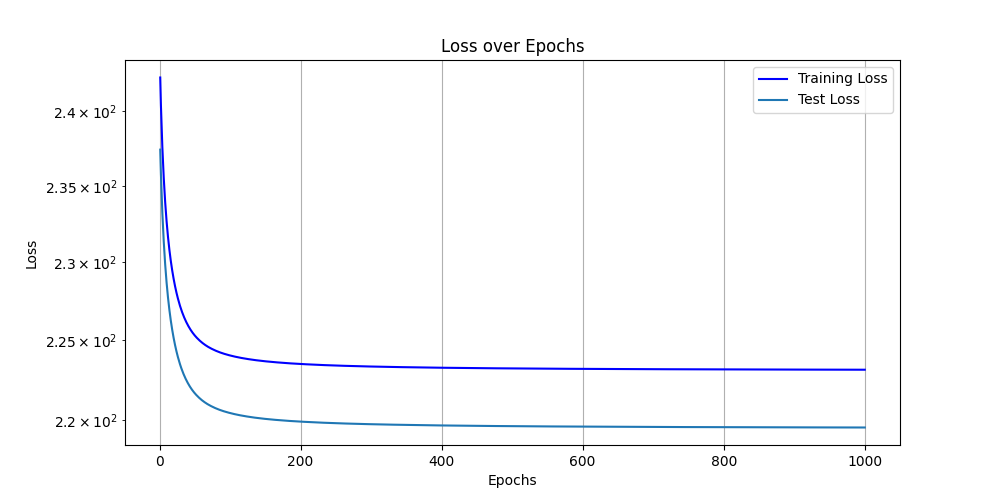 Loss over Epochs
Training Loss
Test Loss
2.4 × 10²
2.35 × 10²
2.3 × 10²
2.25 × 10²
2.2 × 10²
Loss
0 200 400 600 800 1000
Epochs